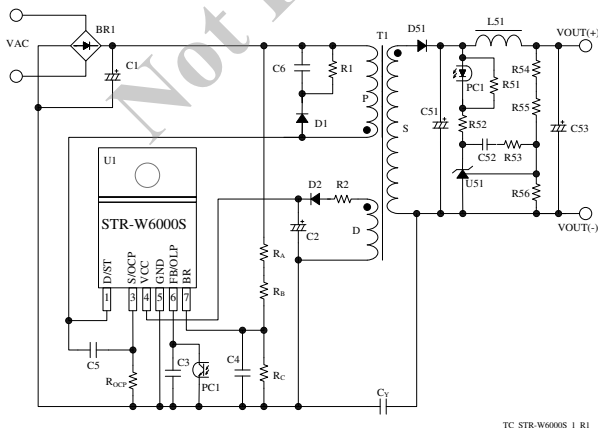 Not
VAC
BR1
C1
C6
R1
D1
P
T1
S
D51
L51
VOUT(+)
PC1
R51
R54
R55
C51
R52
C52
R53
C53
U51
R56
VOUT(-)
U1
STR-W6000S
D/ST
S/OCP
VCC
GND
FB/OLP
BR
1
3
4
5
6
7
D2
R2
C2
D
RA
RB
C5
ROCP
C3
PC1
C4
RC
CY
TC_STR-W6000S_1_R1